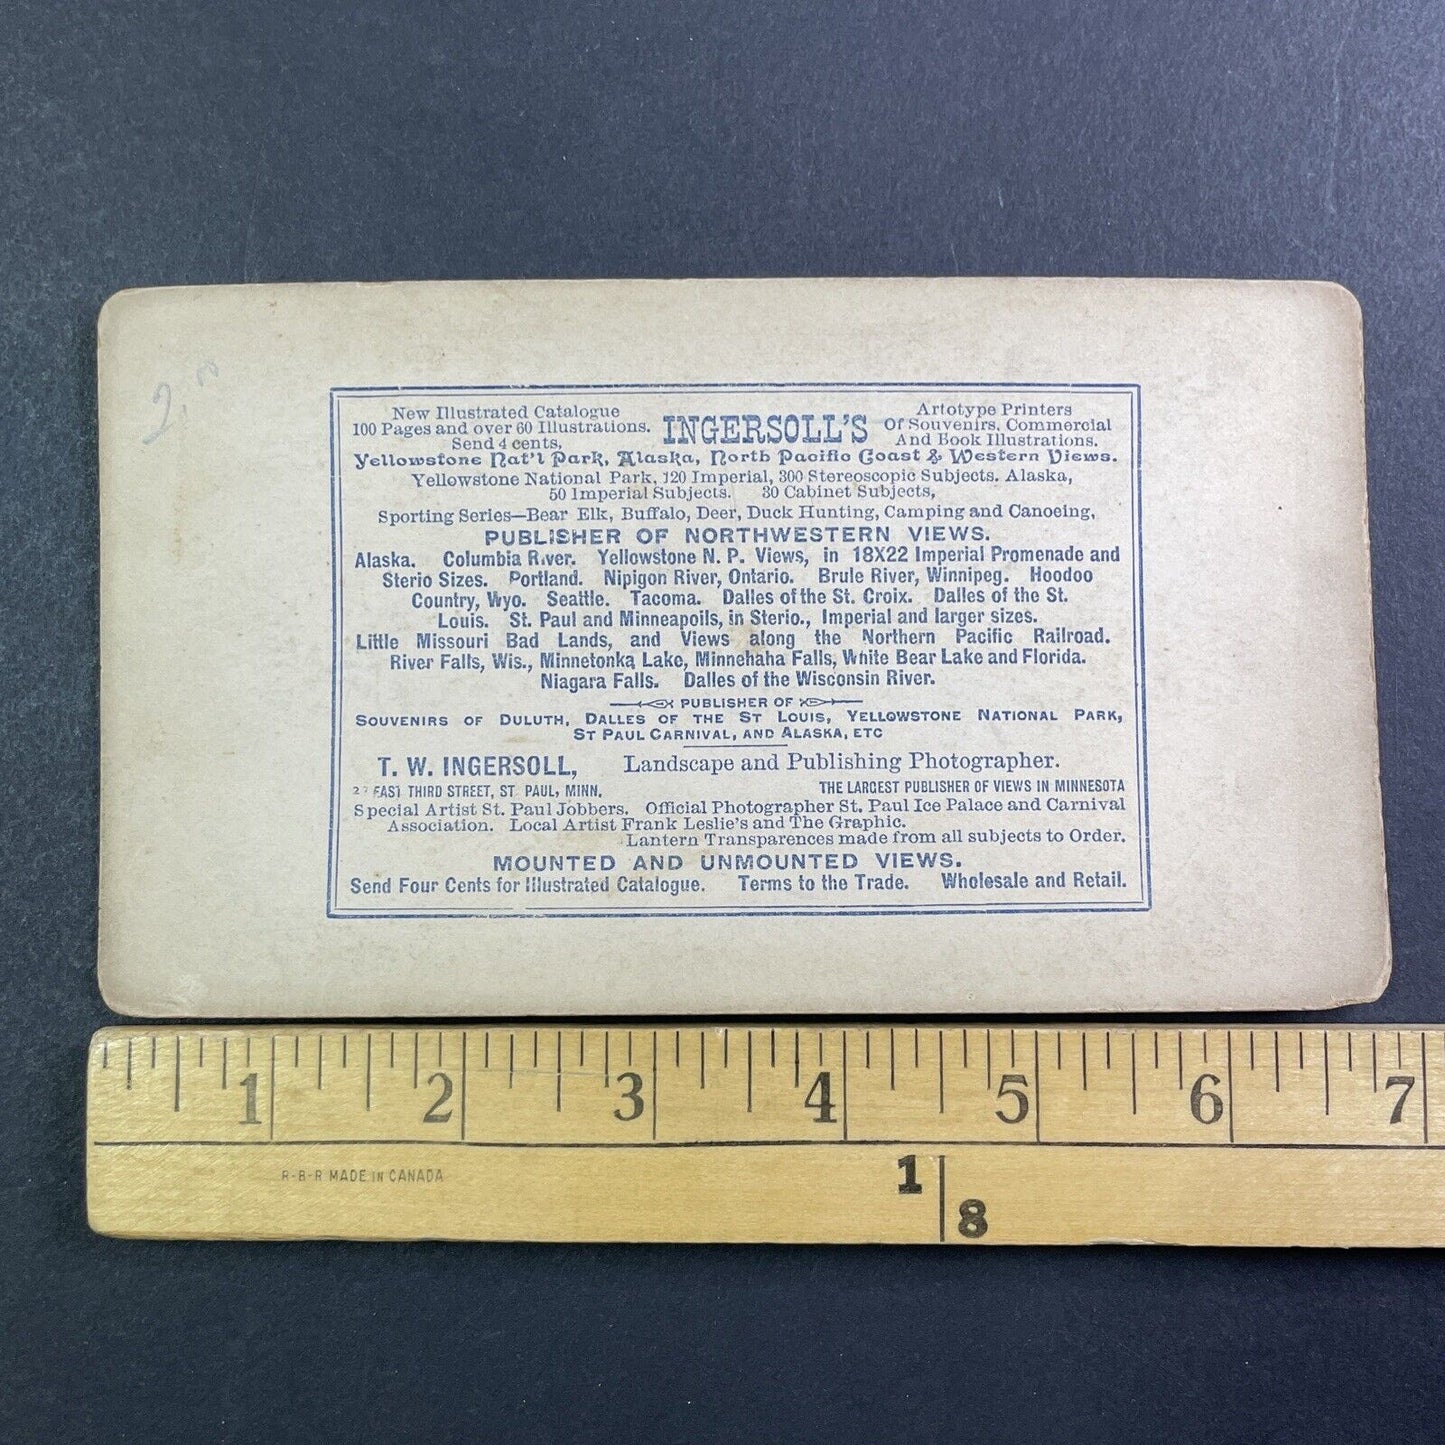 2.00
New Illustrated Catalogue
100 Pages and over 60 Illustrations.
Send 4 cents,
INGERSOLL'S
Artotype Printers
Of Souvenirs, Commercial
And Book Illustrations.
Yellowstone Nat'l Park, Alaska, North Pacific Coast & Western Views.
Yellowstone National Park, 120 Imperial, 300 Stereoscopic Subjects. Alaska,
50 Imperial Subjects. 30 Cabinet Subjects,
Sporting Series—Bear Elk, Buffalo, Deer, Duck Hunting, Camping and Canoeing,
PUBLISHER OF NORTHWESTERN VIEWS.
Alaska. Columbia River. Yellowstone N. P. Views, in 18X22 Imperial Promenade and
Sterio Sizes. Portland. Nipigon River, Ontario. Brule River, Winnipeg. Hoodoo
Country, Wyo. Seattle. Tacoma. Dalles of the St. Croix. Dalles of the St.
Louis. St. Paul and Minneapoils, in Sterio., Imperial and larger sizes.
Little Missouri Bad Lands, and Views along the Northern Pacific Railroad.
River Falls, Wis., Minnetonka Lake, Minnehaha Falls, White Bear Lake and Florida.
Niagara Falls. Dalles of the Wisconsin River.
PUBLISHER OF
SOUVENIRS OF DULUTH, DALLES OF THE ST LOUIS, YELLOWSTONE NATIONAL PARK,
ST PAUL CARNIVAL, AND ALASKA, ETC
T. W. INGERSOLL, Landscape and Publishing Photographer.
EAST THIRD STREET, ST. PAUL, MINN. THE LARGEST PUBLISHER OF VIEWS IN MINNESOTA
Special Artist St. Paul Jobbers. Official Photographer St. Paul Ice Palace and Carnival
Association. Local Artist Frank Leslie's and The Graphic.
Lantern Transparences made from all subjects to Order.
MOUNTED AND UNMOUNTED VIEWS.
Send Four Cents for Illustrated Catalogue. Terms to the Trade. Wholesale and Retail.
1 2 3 4 5 6 7
R-B-R MADE IN CANADA
1
8